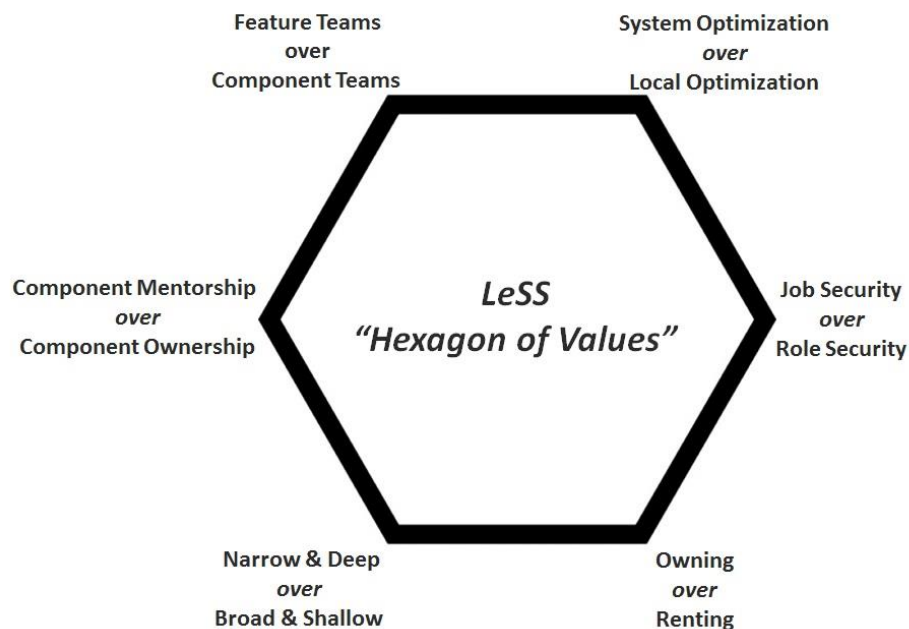 Feature Teams
over
Component Teams
System Optimization
over
Local Optimization
Component Mentorship
over
Component Ownership
LeSS
“Hexagon of Values”
Job Security
over
Role Security
Narrow & Deep
over
Broad & Shallow
Owning
over
Renting